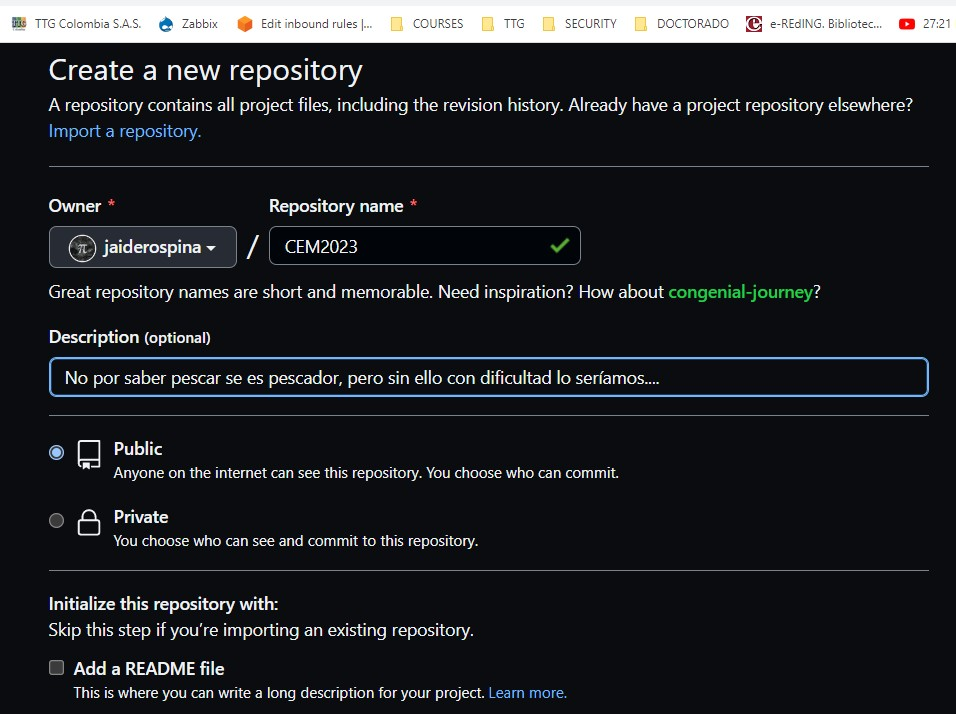 TTG Colombia S.A.S. Zabbix Edit inbound rules |... COURSES TTG SECURITY DOCTORADO e-REdING. Bibliotec... 27:21
Create a new repository
A repository contains all project files, including the revision history. Already have a project repository elsewhere?
Import a repository.
Owner * Repository name *
jaiderospina / CEM2023
Great repository names are short and memorable. Need inspiration? How about congenial-journey?
Description (optional)
No por saber pescar se es pescador, pero sin ello con dificultad lo seríamos....
Public
Anyone on the internet can see this repository. You choose who can commit.
Private
You choose who can see and commit to this repository.
Initialize this repository with:
Skip this step if you're importing an existing repository.
Add a README file
This is where you can write a long description for your project. Learn more.